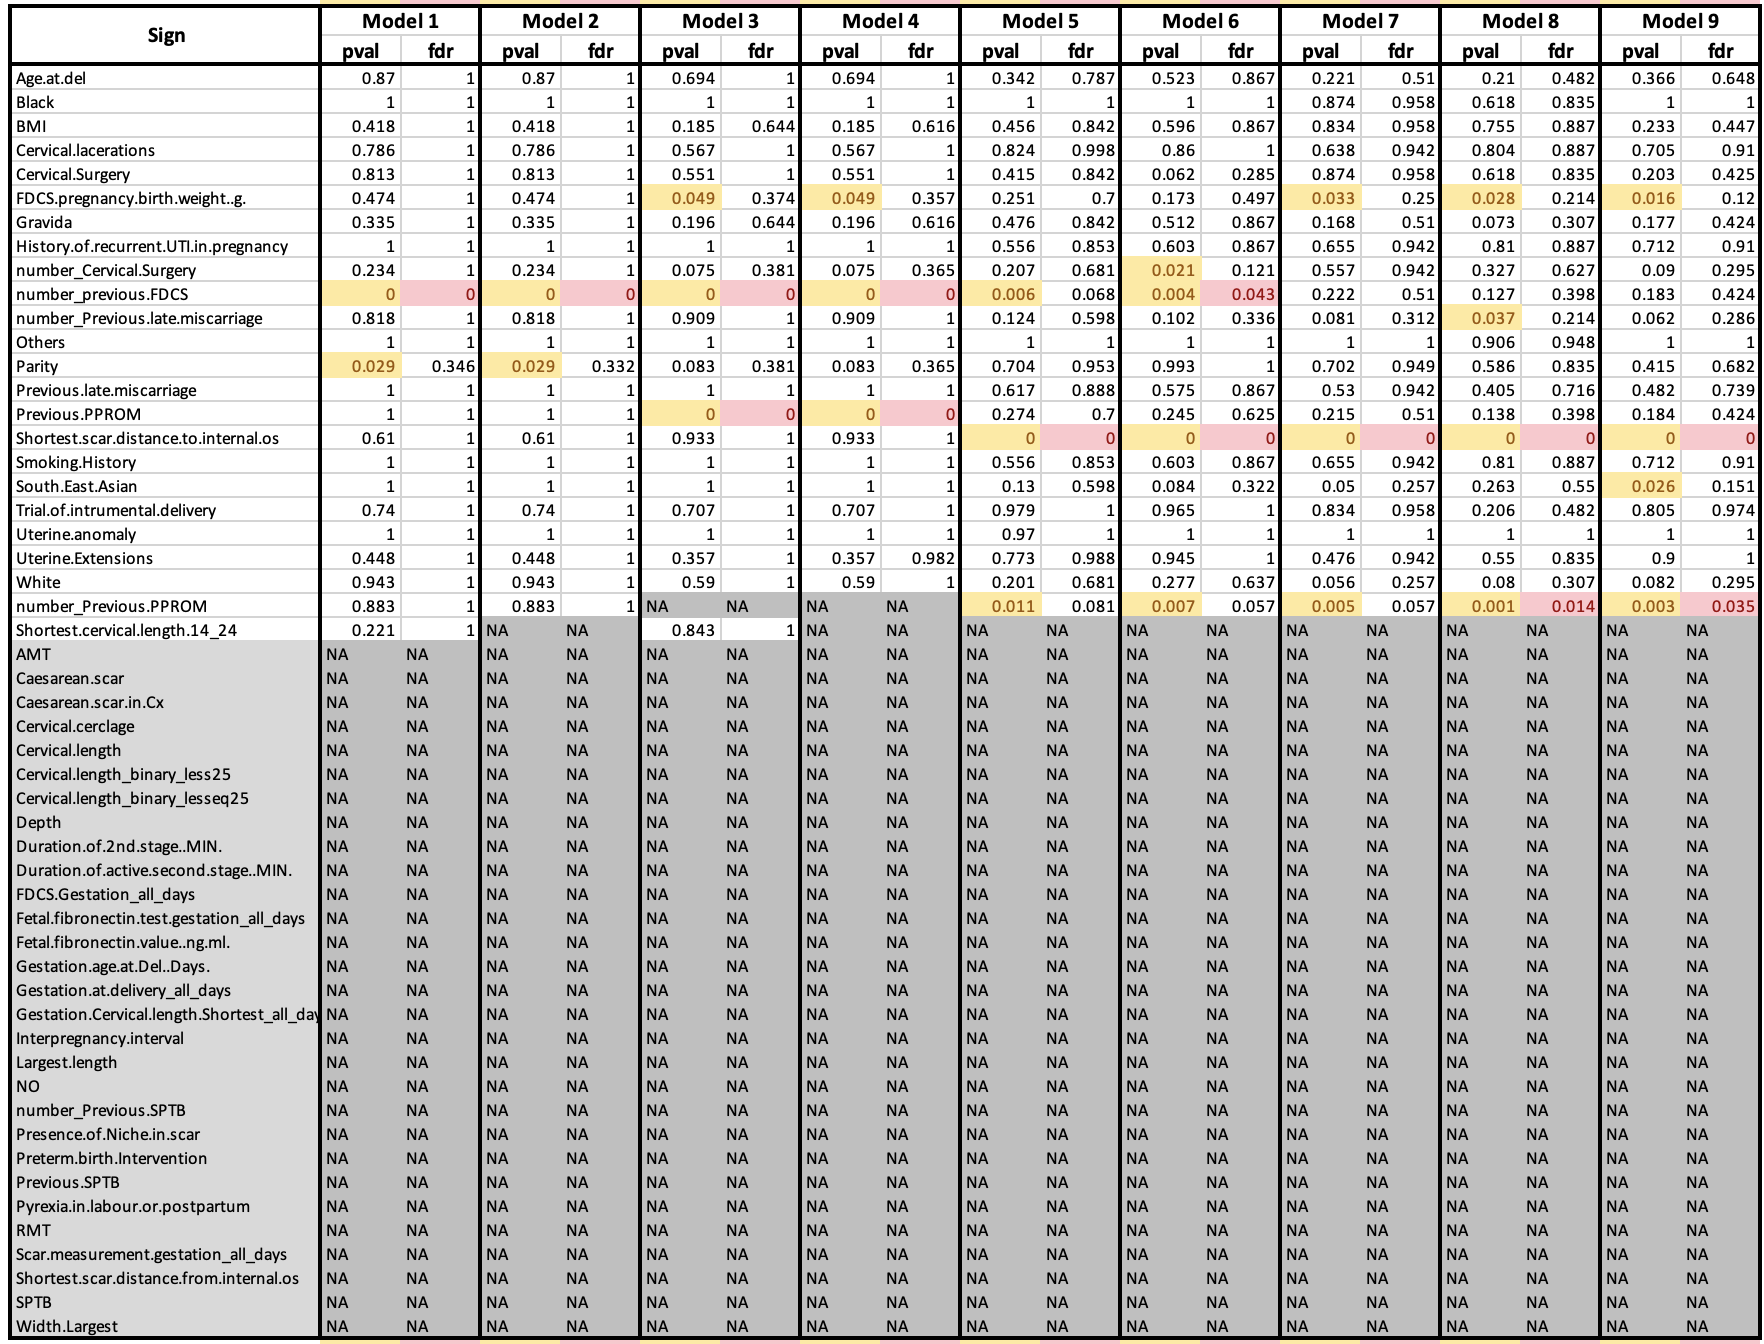 Sign Model 1 Model 2 Model 3 Model 4 Model 5 Model 6 Model 7 Model 8 Model 9
pval fdr pval fdr pval fdr pval fdr pval fdr pval fdr pval fdr pval fdr pval fdr
Age.at.del 0.87 1 0.87 1 0.694 1 0.694 1 0.342 0.787 0.523 0.867 0.221 0.51 0.21 0.482 0.366 0.648
Black 1 1 1 1 1 1 1 1 1 1 1 1 0.874 0.958 0.618 0.835 1 1
BMI 0.418 1 0.418 1 0.185 0.644 0.185 0.616 0.456 0.842 0.596 0.867 0.834 0.958 0.755 0.887 0.233 0.447
Cervical.lacerations 0.786 1 0.786 1 0.567 1 0.567 1 0.824 0.998 0.86 1 0.638 0.942 0.804 0.887 0.705 0.91
Cervical.Surgery 0.813 1 0.813 1 0.551 1 0.551 1 0.415 0.842 0.062 0.285 0.874 0.958 0.618 0.835 0.203 0.425
FDCS.pregnancy.birth.weight..g. 0.474 1 0.474 1 0.049 0.374 0.049 0.357 0.251 0.7 0.173 0.497 0.033 0.25 0.028 0.214 0.016 0.12
Gravida 0.335 1 0.335 1 0.196 0.644 0.196 0.616 0.476 0.842 0.512 0.867 0.168 0.51 0.073 0.307 0.177 0.424
History.of.recurrent.UTI.in.pregnancy 1 1 1 1 1 1 1 1 0.556 0.853 0.603 0.867 0.655 0.942 0.81 0.887 0.712 0.91
number_Cervical.Surgery 0.234 1 0.234 1 0.075 0.381 0.075 0.365 0.207 0.681 0.021 0.121 0.557 0.942 0.327 0.627 0.09 0.295
number_previous.FDCS 0 0 0 0 0 0 0 0 0.006 0.068 0.004 0.043 0.222 0.51 0.127 0.398 0.183 0.424
number_Previous.late.miscarriage 0.818 1 0.818 1 0.909 1 0.909 1 0.124 0.598 0.102 0.336 0.081 0.312 0.037 0.214 0.062 0.286
Others 1 1 1 1 1 1 1 1 1 1 1 1 1 1 0.906 0.948 1 1
Parity 0.029 0.346 0.029 0.332 0.083 0.381 0.083 0.365 0.704 0.953 0.993 1 0.702 0.949 0.586 0.835 0.415 0.682
Previous.late.miscarriage 1 1 1 1 1 1 1 1 0.617 0.888 0.575 0.867 0.53 0.942 0.405 0.716 0.482 0.739
Previous.PPROM 1 1 1 1 0 0 0 0 0.274 0.7 0.245 0.625 0.215 0.51 0.138 0.398 0.184 0.424
Shortest.scar.distance.to.internal.os 0.61 1 0.61 1 0.933 1 0.933 1 0 0 0 0 0 0 0 0 0 0
Smoking.History 1 1 1 1 1 1 1 1 0.556 0.853 0.603 0.867 0.655 0.942 0.81 0.887 0.712 0.91
South.East.Asian 1 1 1 1 1 1 1 1 0.13 0.598 0.084 0.322 0.05 0.257 0.263 0.55 0.026 0.151
Trial.of.intrumental.delivery 0.74 1 0.74 1 0.707 1 0.707 1 0.979 1 0.965 1 0.834 0.958 0.206 0.482 0.805 0.974
Uterine.anomaly 1 1 1 1 1 1 1 1 0.97 1 1 1 1 1 1 1 1 1
Uterine.Extensions 0.448 1 0.448 1 0.357 1 0.357 0.982 0.773 0.988 0.945 1 0.476 0.942 0.55 0.835 0.9 1
White 0.943 1 0.943 1 0.59 1 0.59 1 0.201 0.681 0.277 0.637 0.056 0.257 0.08 0.307 0.082 0.295
number_Previous.PPROM 0.883 1 0.883 1 NA NA NA NA 0.011 0.081 0.007 0.057 0.005 0.057 0.001 0.014 0.003 0.035
Shortest.cervical.length.14_24 0.221 1 NA NA 0.843 1 NA NA NA NA NA NA NA NA NA NA NA NA
AMT NA NA NA NA NA NA NA NA NA NA NA NA NA NA NA NA NA NA
Caesarean.scar NA NA NA NA NA NA NA NA NA NA NA NA NA NA NA NA NA NA
Caesarean.scar.in.Cx NA NA NA NA NA NA NA NA NA NA NA NA NA NA NA NA NA NA
Cervical.cerclage NA NA NA NA NA NA NA NA NA NA NA NA NA NA NA NA NA NA
Cervical.length NA NA NA NA NA NA NA NA NA NA NA NA NA NA NA NA NA NA
Cervical.length_binary_less25 NA NA NA NA NA NA NA NA NA NA NA NA NA NA NA NA NA NA
Cervical.length_binary_lesseq25 NA NA NA NA NA NA NA NA NA NA NA NA NA NA NA NA NA NA
Depth NA NA NA NA NA NA NA NA NA NA NA NA NA NA NA NA NA NA
Duration.of.2nd.stage..MIN. NA NA NA NA NA NA NA NA NA NA NA NA NA NA NA NA NA NA
Duration.of.active.second.stage..MIN. NA NA NA NA NA NA NA NA NA NA NA NA NA NA NA NA NA NA
FDCS.Gestation_all_days NA NA NA NA NA NA NA NA NA NA NA NA NA NA NA NA NA NA
Fetal.fibronectin.test.gestation_all_days NA NA NA NA NA NA NA NA NA NA NA NA NA NA NA NA NA NA
Fetal.fibronectin.value..ng.ml. NA NA NA NA NA NA NA NA NA NA NA NA NA NA NA NA NA NA
Gestation.age.at.Del..Days. NA NA NA NA NA NA NA NA NA NA NA NA NA NA NA NA NA NA
Gestation.at.delivery_all_days NA NA NA NA NA NA NA NA NA NA NA NA NA NA NA NA NA NA
Gestation.Cervical.length.Shortest_all_day NA NA NA NA NA NA NA NA NA NA NA NA NA NA NA NA NA NA
Interpregnancy.interval NA NA NA NA NA NA NA NA NA NA NA NA NA NA NA NA NA NA
Largest.length NA NA NA NA NA NA NA NA NA NA NA NA NA NA NA NA NA NA
NO NA NA NA NA NA NA NA NA NA NA NA NA NA NA NA NA NA NA
number_Previous.SPTB NA NA NA NA NA NA NA NA NA NA NA NA NA NA NA NA NA NA
Presence.of.Niche.in.scar NA NA NA NA NA NA NA NA NA NA NA NA NA NA NA NA NA NA
Preterm.birth.Intervention NA NA NA NA NA NA NA NA NA NA NA NA NA NA NA NA NA NA
Previous.SPTB NA NA NA NA NA NA NA NA NA NA NA NA NA NA NA NA NA NA
Pyrexia.in.labour.or.postpartum NA NA NA NA NA NA NA NA NA NA NA NA NA NA NA NA NA NA
RMT NA NA NA NA NA NA NA NA NA NA NA NA NA NA NA NA NA NA
Scar.measurement.gestation_all_days NA NA NA NA NA NA NA NA NA NA NA NA NA NA NA NA NA NA
Shortest.scar.distance.from.internal.os NA NA NA NA NA NA NA NA NA NA NA NA NA NA NA NA NA NA
SPTB NA NA NA NA NA NA NA NA NA NA NA NA NA NA NA NA NA NA
Width.Largest NA NA NA NA NA NA NA NA NA NA NA NA NA NA NA NA NA NA